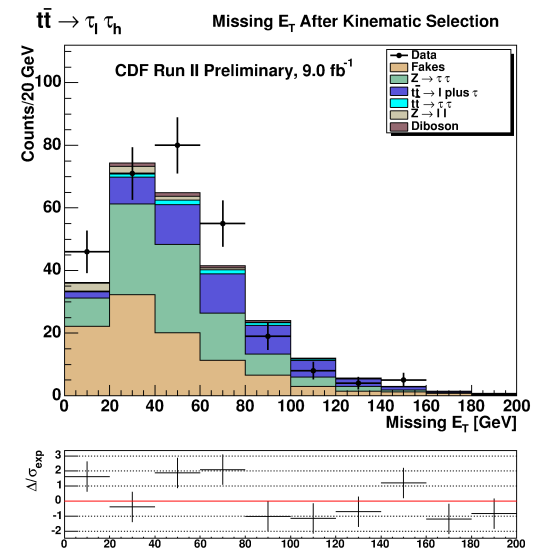 tt̄ → τl τh
Missing ET After Kinematic Selection
Counts/20 GeV
CDF Run II Preliminary, 9.0 fb-1
Data
Fakes
Z → τ τ
tt̄ → l plus τ
tt̄ → τ τ
Z → l l
Diboson
100
80
60
40
20
0
0 20 40 60 80 100 120 140 160 180 200
Missing ET [GeV]
Δ/σexp
3
2
1
0
-1
-2
0 20 40 60 80 100 120 140 160 180 200